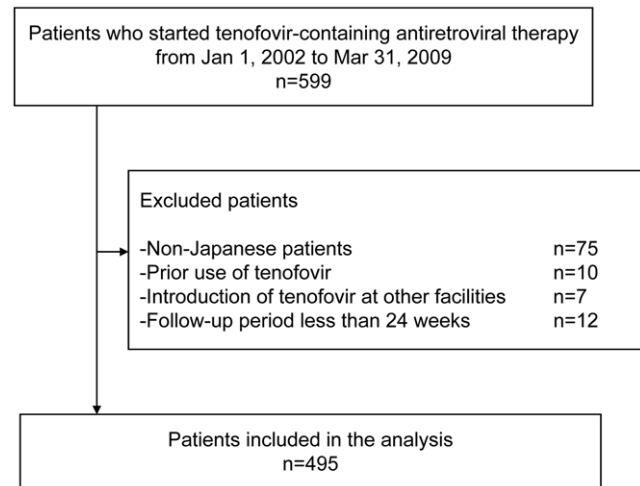 Patients who started tenofovir-containing antiretroviral therapy
from Jan 1, 2002 to Mar 31, 2009
n=599
Excluded patients
-Non-Japanese patients n=75
-Prior use of tenofovir n=10
-Introduction of tenofovir at other facilities n=7
-Follow-up period less than 24 weeks n=12
Patients included in the analysis
n=495